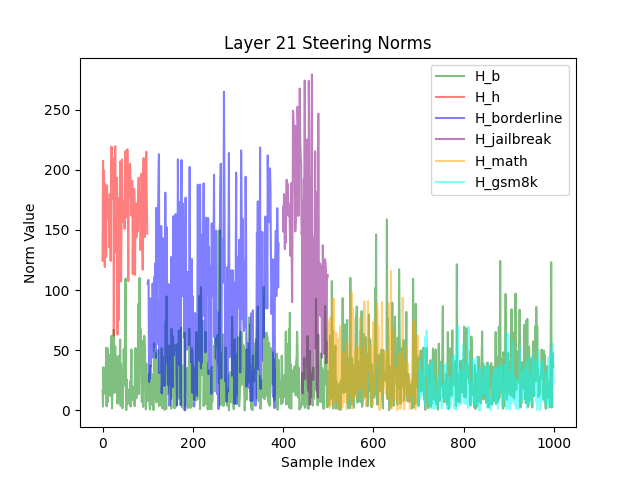 Layer 21 Steering Norms
Norm Value
250
200
150
100
50
0
0
200
400
600
800
1000
Sample Index
H_b
H_h
H_borderline
H_jailbreak
H_math
H_gsm8k